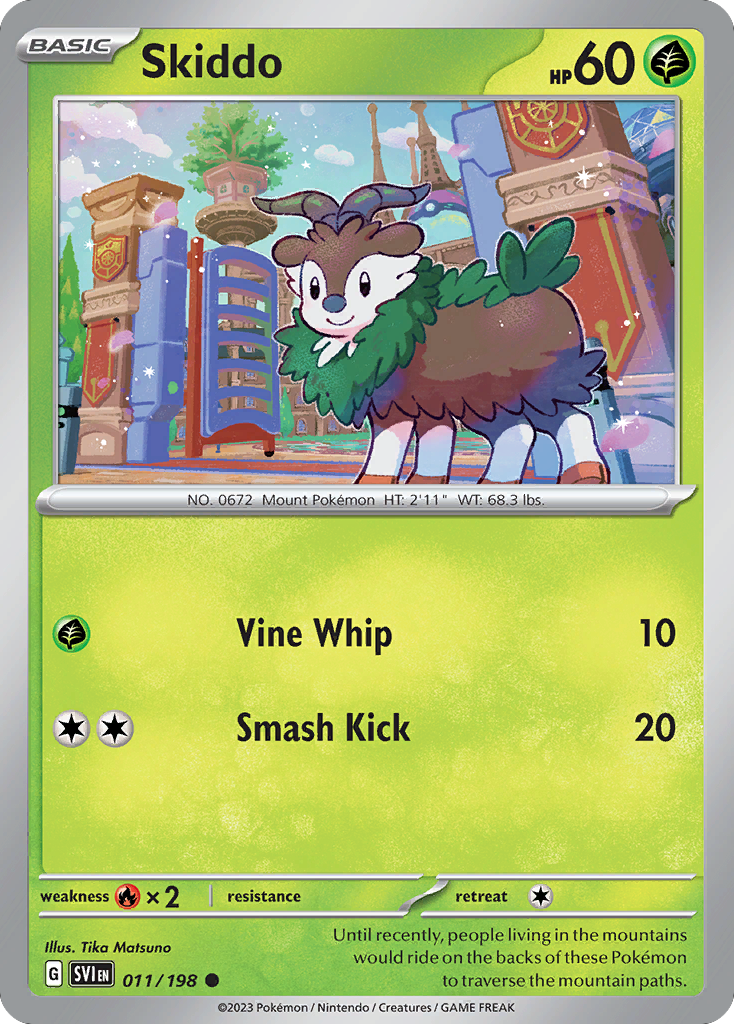 BASIC
Skiddo
HP60
NO. 0672 Mount Pokémon HT: 2'11" WT: 68.3 lbs.
Vine Whip 10
Smash Kick 20
weakness ×2 resistance retreat
Illus. Tika Matsuno
Until recently, people living in the mountains
would ride on the backs of these Pokémon
to traverse the mountain paths.
G SVI EN 011/198
©2023 Pokémon / Nintendo / Creatures / GAME FREAK